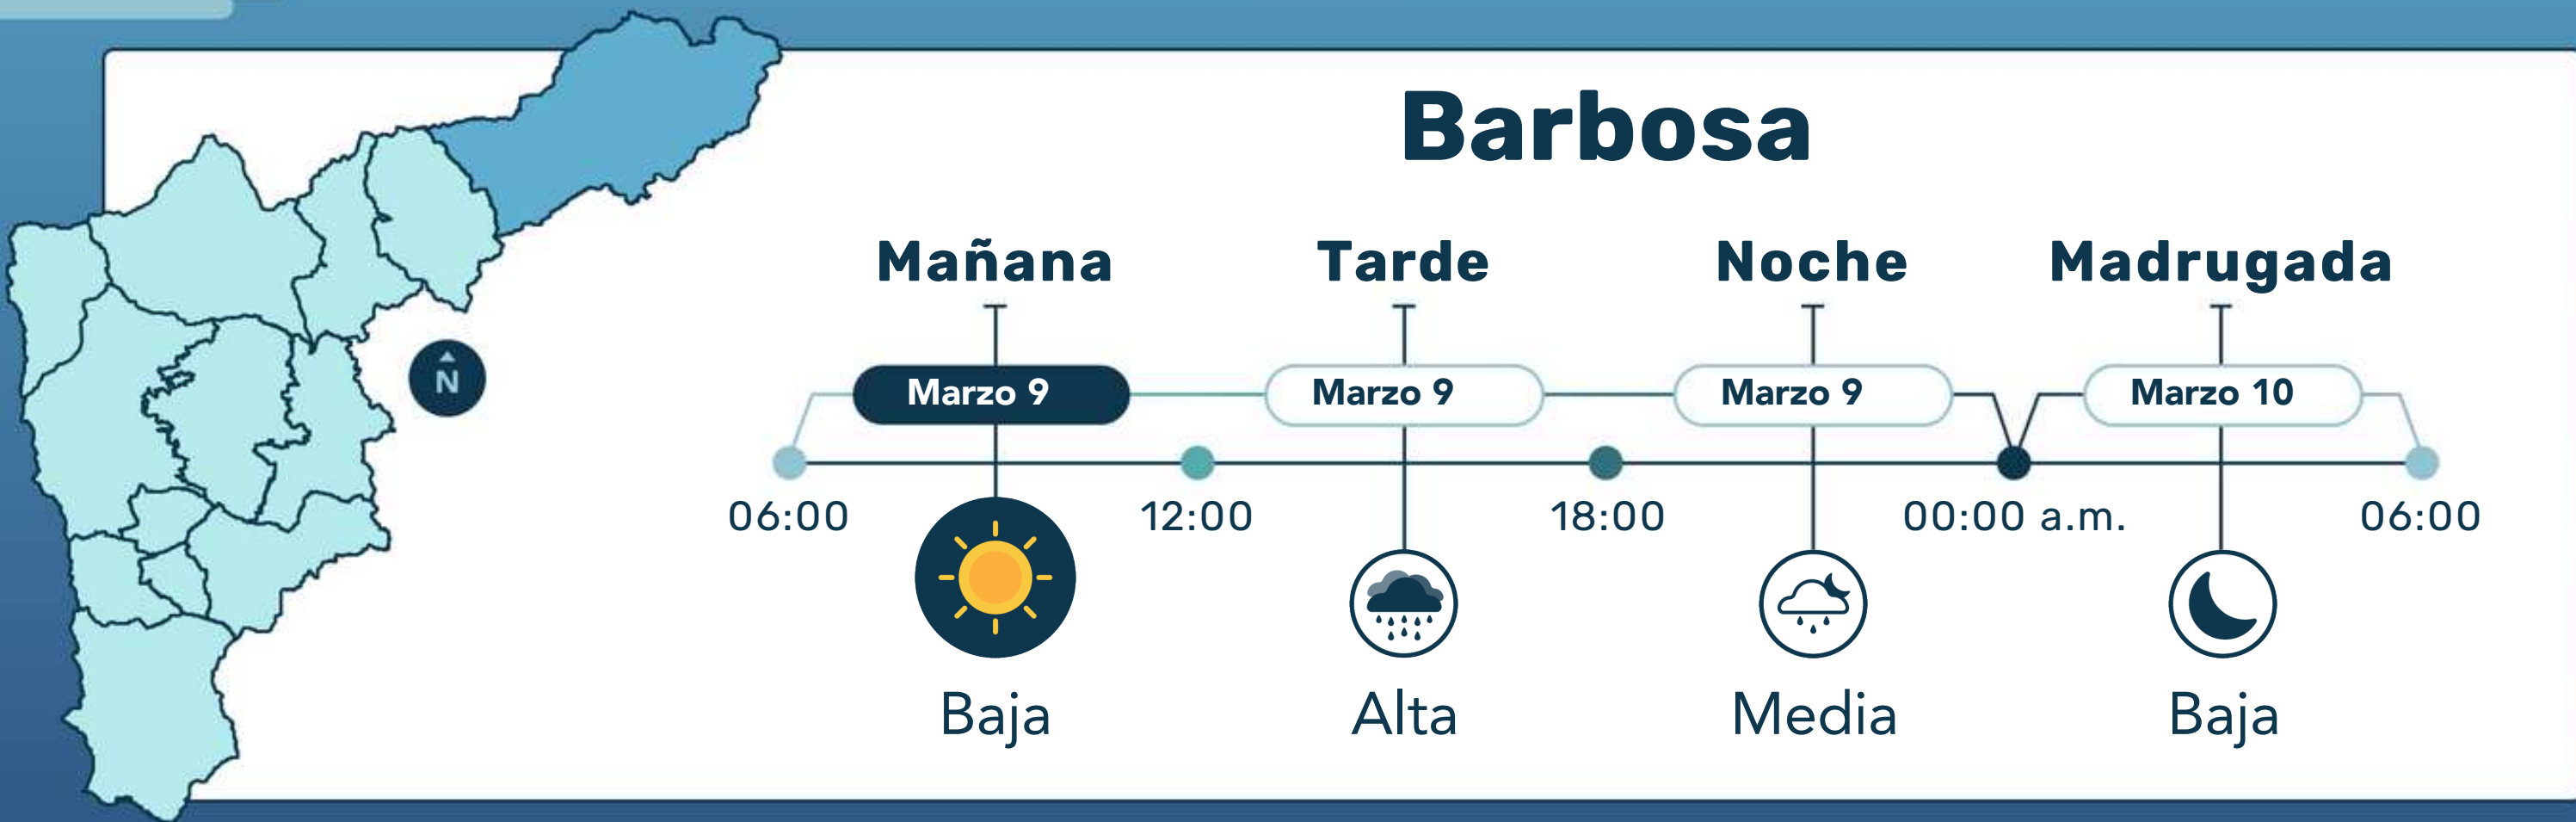 Barbosa
Mañana Tarde Noche Madrugada
Marzo 9 Marzo 9 Marzo 9 Marzo 10
N
06:00 12:00 18:00 00:00 a.m. 06:00
Baja Alta Media Baja